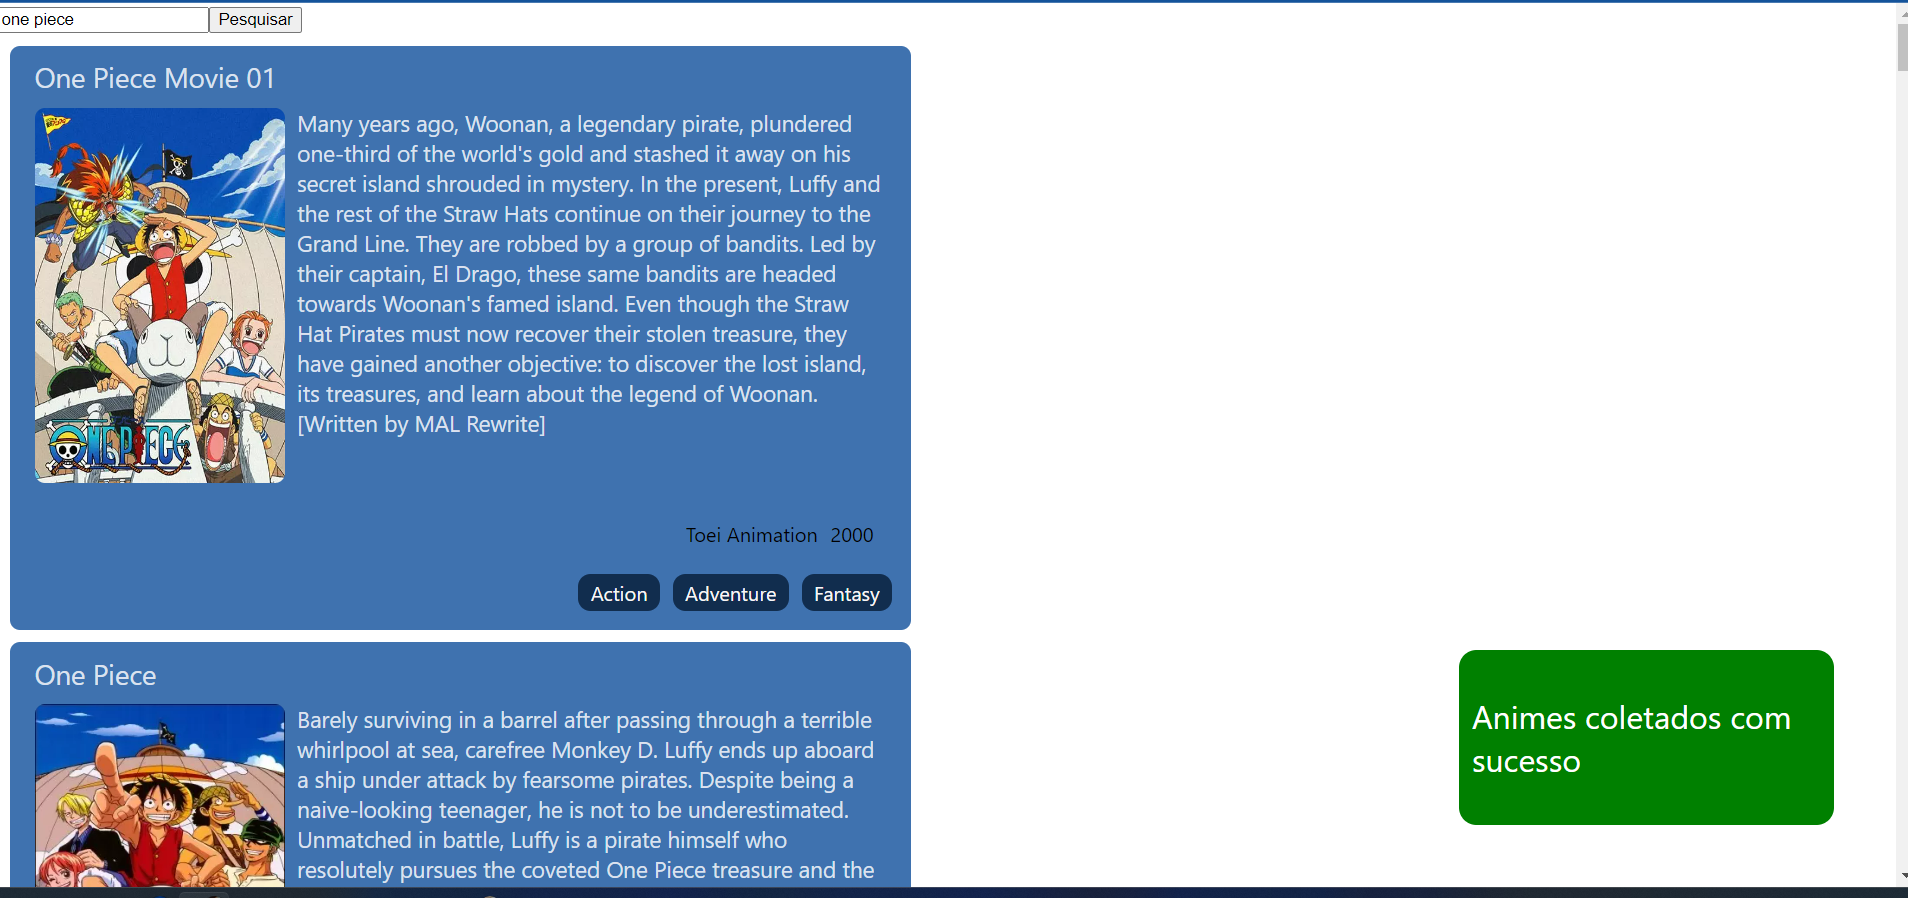 one piece
Pesquisar
One Piece Movie 01
Many years ago, Woonan, a legendary pirate, plundered
one-third of the world's gold and stashed it away on his
secret island shrouded in mystery. In the present, Luffy and
the rest of the Straw Hats continue on their journey to the
Grand Line. They are robbed by a group of bandits. Led by
their captain, El Drago, these same bandits are headed
towards Woonan's famed island. Even though the Straw
Hat Pirates must now recover their stolen treasure, they
have gained another objective: to discover the lost island,
its treasures, and learn about the legend of Woonan.
[Written by MAL Rewrite]
ONE PIECE
Toei Animation 2000
Action Adventure Fantasy
One Piece
Barely surviving in a barrel after passing through a terrible
whirlpool at sea, carefree Monkey D. Luffy ends up aboard
a ship under attack by fearsome pirates. Despite being a
naive-looking teenager, he is not to be underestimated.
Unmatched in battle, Luffy is a pirate himself who
resolutely pursues the coveted One Piece treasure and the
Animes coletados com
sucesso